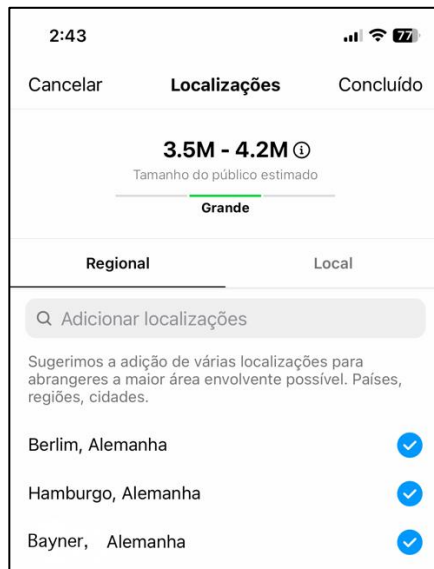 2:43
77
Cancelar Localizações Concluído
3.5M - 4.2M
Tamanho do público estimado
Grande
Regional Local
Adicionar localizações
Sugerimos a adição de várias localizações para
abrangeres a maior área envolvente possível. Países,
regiões, cidades.
Berlim, Alemanha
Hamburgo, Alemanha
Bayner, Alemanha